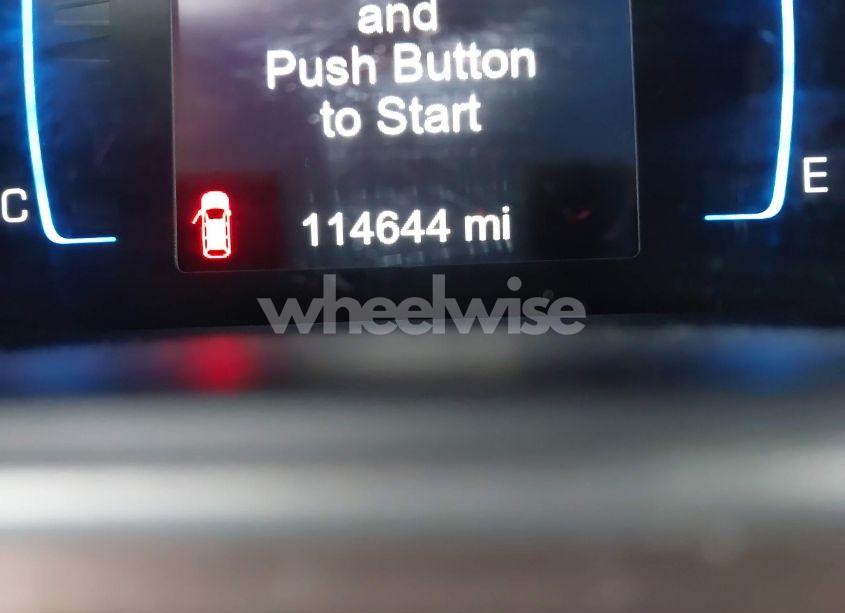 and
Push Button
to Start
C
E
114644 mi
wheelwise